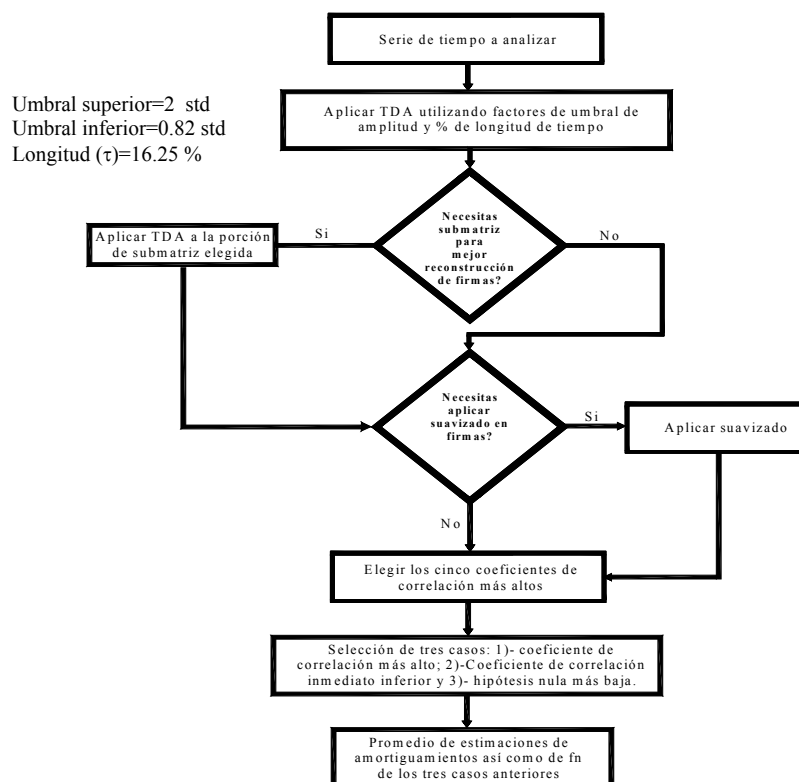 Serie de tiempo a analizar
Umbral superior=2 std
Umbral inferior=0.82 std
Longitud (τ)=16.25 %
Aplicar TDA utilizando factores de umbral de
amplitud y % de longitud de tiempo
Necesitas
submatriz
para
mejor
reconstrucción
de firmas?
Si
No
Aplicar TDA a la porción
de submatriz elegida
Necesitas
aplicar
suavizado en
firmas?
Si
No
Aplicar suavizado
Elegir los cinco coeficientes de
correlación más altos
Selección de tres casos: 1)- coeficiente de
correlación más alto; 2)-Coeficiente de correlación
inmediato inferior y 3)- hipótesis nula más baja.
Promedio de estimaciones de
amortiguamientos así como de fn
de los tres casos anteriores